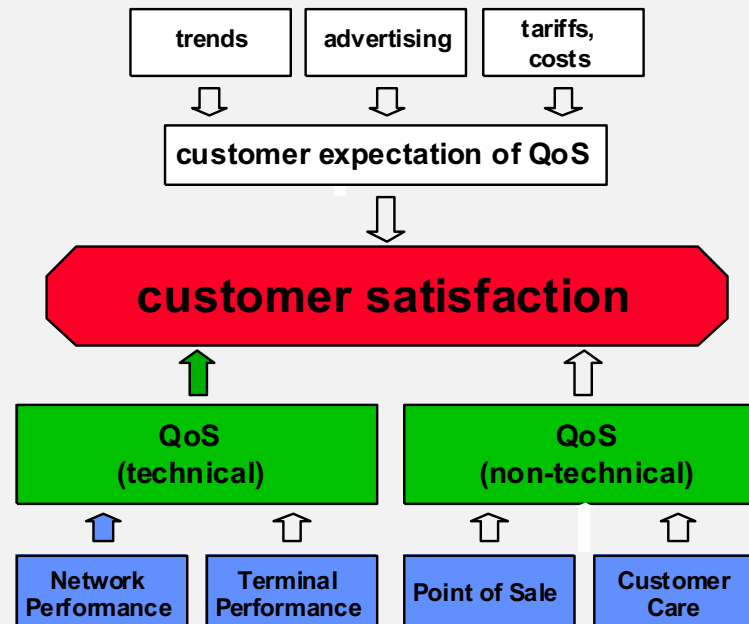 trends
advertising
tariffs,
costs
customer expectation of QoS
customer satisfaction
QoS
(technical)
QoS
(non-technical)
Network
Performance
Terminal
Performance
Point of Sale
Customer
Care